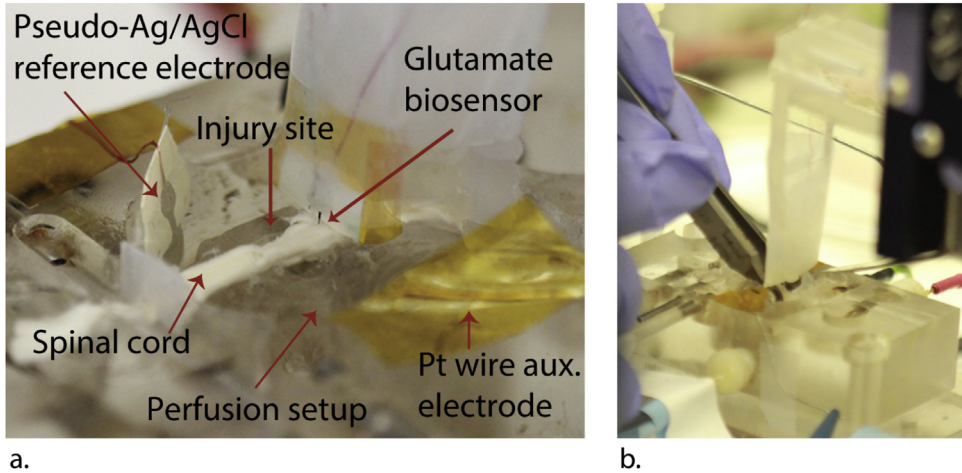 Pseudo-Ag/AgCl
reference electrode
Glutamate
biosensor
Injury site
Spinal cord
Perfusion setup
Pt wire aux.
electrode
a.
b.